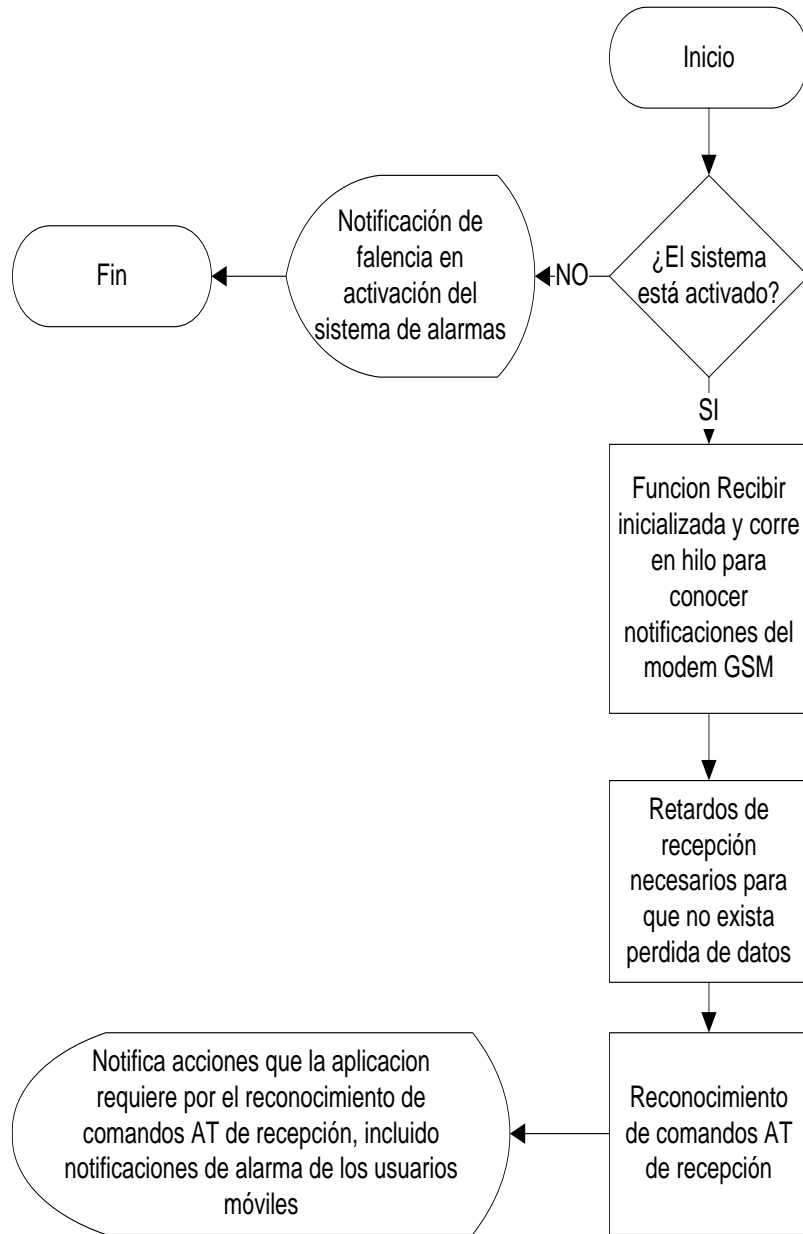 Inicio
¿El sistema
está activado?
NO
Notificación de
falencia en
activación del
sistema de alarmas
Fin
SI
Funcion Recibir
inicializada y corre
en hilo para
conocer
notificaciones del
modem GSM
Retardos de
recepción
necesarios para
que no exista
perdida de datos
Reconocimiento
de comandos AT
de recepción
Notifica acciones que la aplicacion
requiere por el reconocimiento de
comandos AT de recepción, incluido
notificaciones de alarma de los usuarios
móviles